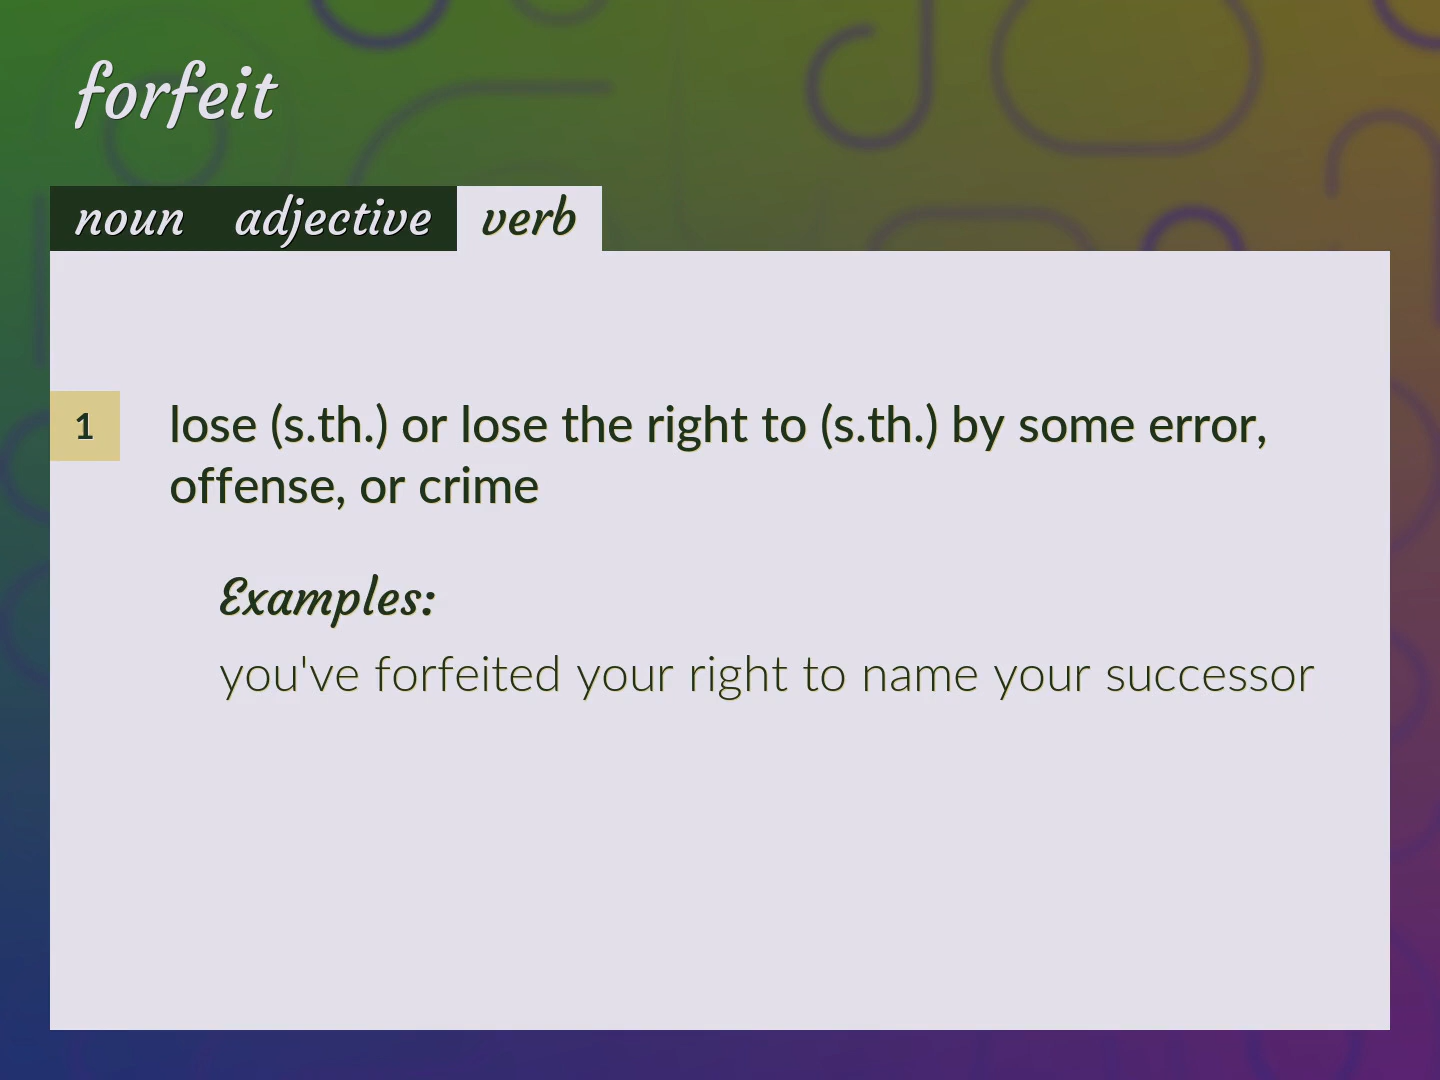 forfeit
noun adjective verb
1
lose (s.th.) or lose the right to (s.th.) by some error,
offense, or crime
Examples:
you've forfeited your right to name your successor